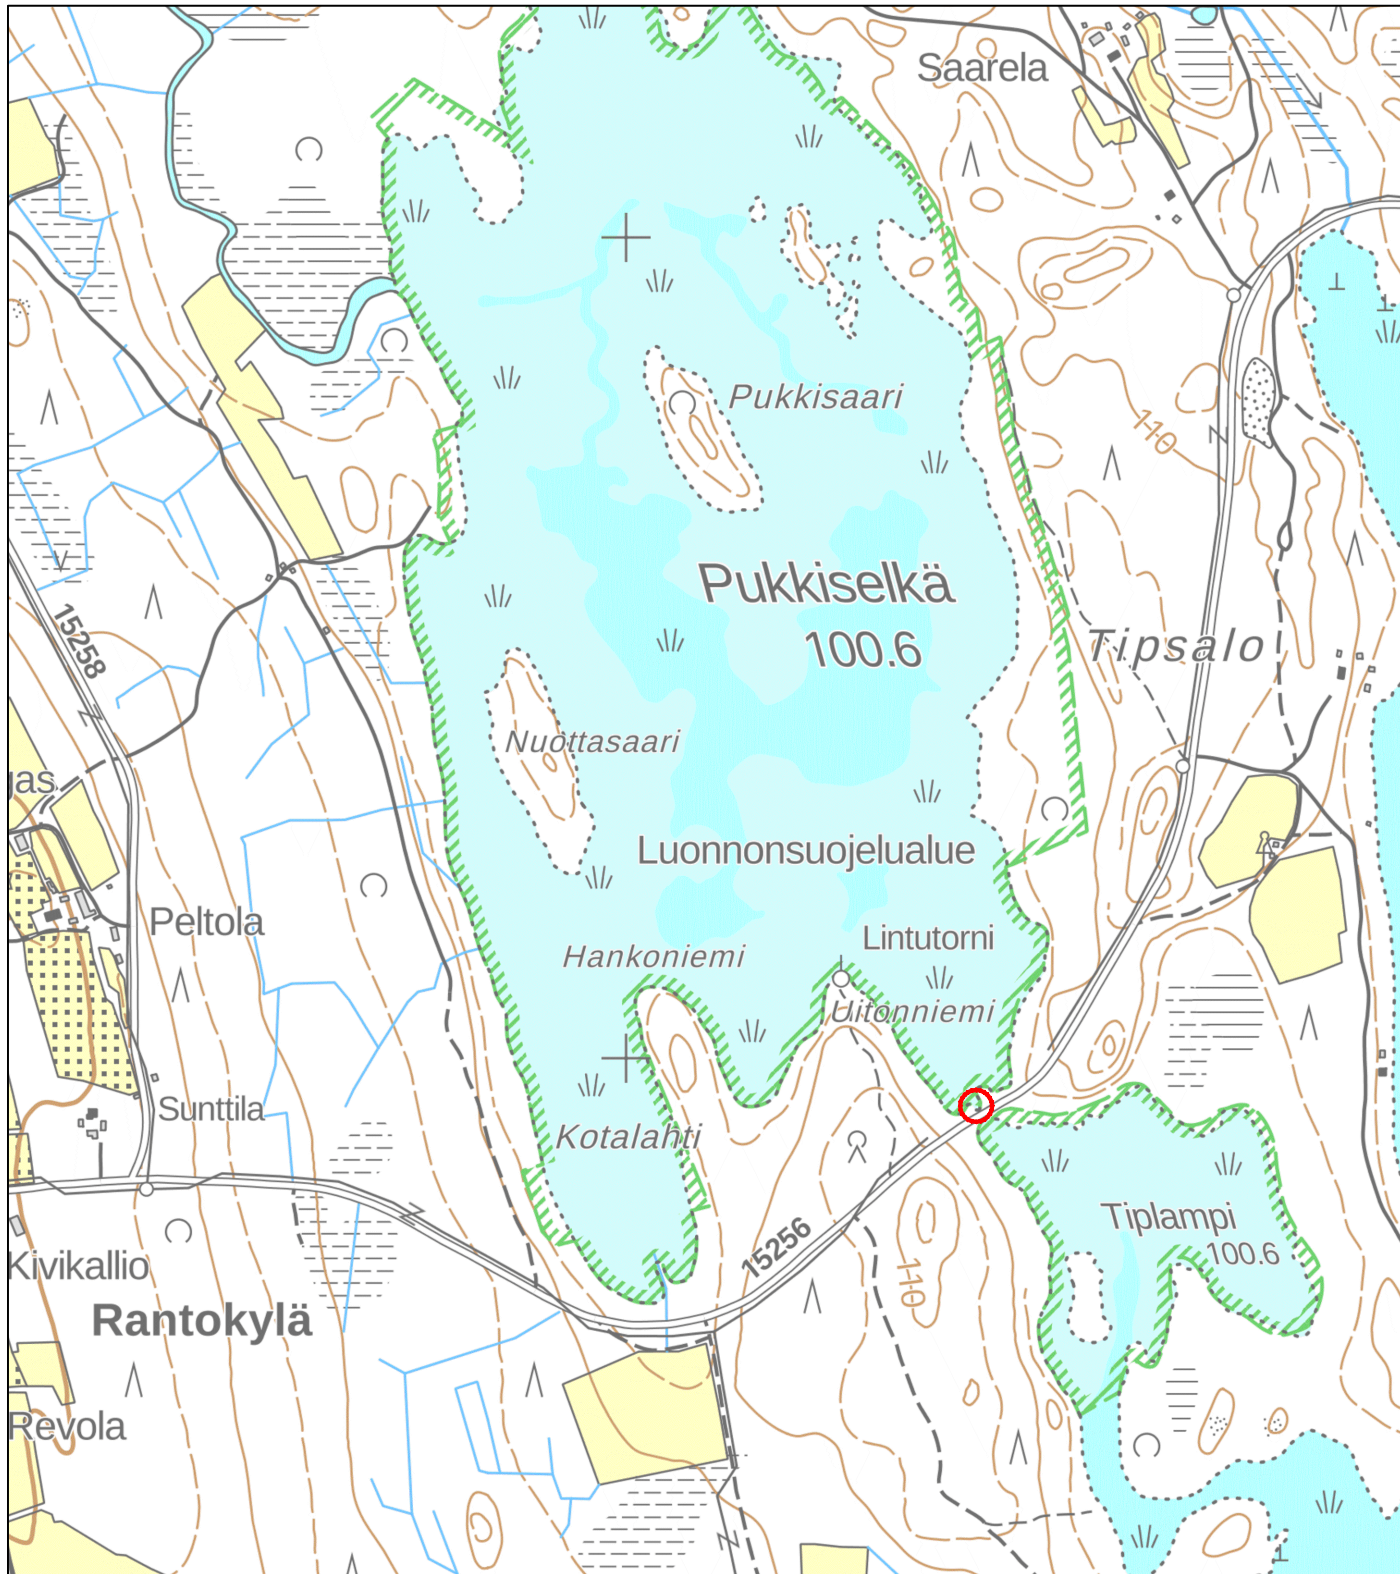 Saarela
Pukkisaari
110
Pukkiselkä
100.6
15258
Tipsalo
Nuottasaari
Luonnonsuojelualue
Peltola
Lintutorni
Hankoniemi
Uitonniemi
Sunttila
Kotalahti
Tiplampi
100.6
15256
110
Kivikallio
Rantokylä
Revola